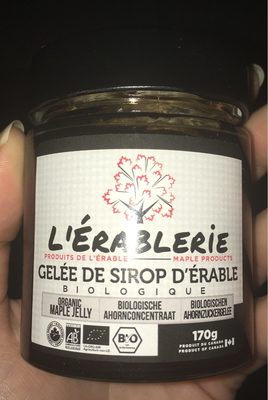 L'ÉRABLERIE
PRODUITS DE L'ÉRABLE MAPLE PRODUCTS
GELÉE DE SIROP D'ÉRABLE
BIOLOGIQUE
ORGANIC MAPLE JELLY
BIOLOGISCHE AHORNCONCENTRAAT
BIOLOGISCHEN AHORNZUCKERGELEE
AB
BIO
170g
PRODUIT DU CANADA
PRODUCT OF CANADA